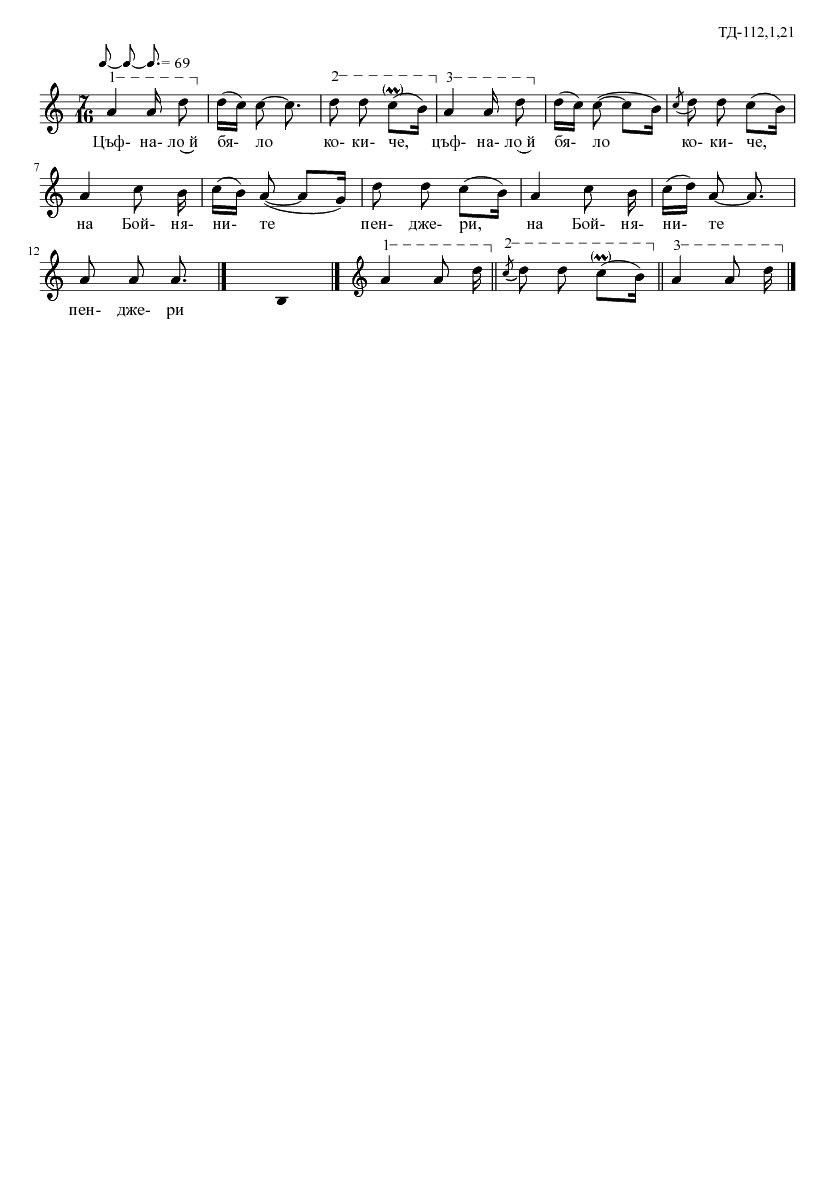 ТД-112,1,21
= 69
1 2 3
7
16
Цъф- на- ло й бя- ло ко- ки- че, цъф- на- ло й бя- ло ко- ки- че,
7
на Бой- ня- ни- те пен- дже- ри, на Бой- ня- ни- те
12
1 2 3
пен- дже- ри